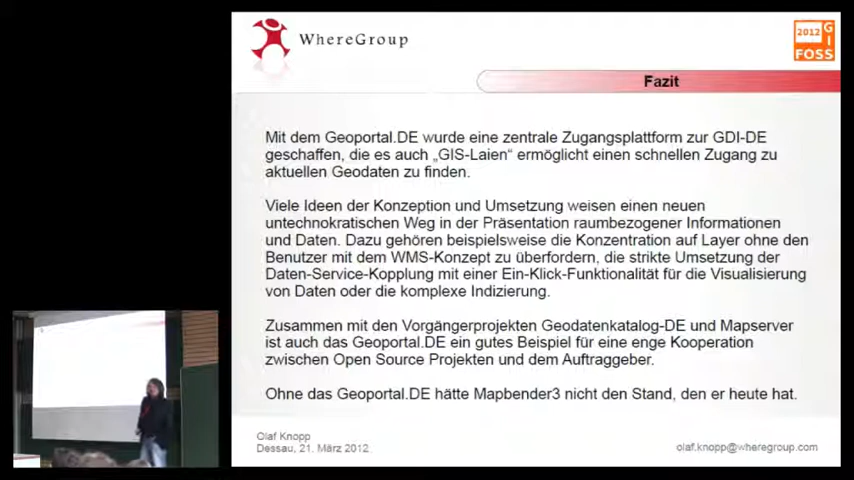 WhereGroup
2012 G
I
FOSS
Fazit
Mit dem Geoportal.DE wurde eine zentrale Zugangsplattform zur GDI-DE
geschaffen, die es auch „GIS-Laien“ ermöglicht einen schnellen Zugang zu
aktuellen Geodaten zu finden.
Viele Ideen der Konzeption und Umsetzung weisen einen neuen
untechnokratischen Weg in der Präsentation raumbezogener Informationen
und Daten. Dazu gehören beispielsweise die Konzentration auf Layer ohne den
Benutzer mit dem WMS-Konzept zu überfordern, die strikte Umsetzung der
Daten-Service-Kopplung mit einer Ein-Klick-Funktionalität für die Visualisierung
von Daten oder die komplexe Indizierung.
Zusammen mit den Vorgängerprojekten Geodatenkatalog-DE und Mapserver
ist auch das Geoportal.DE ein gutes Beispiel für eine enge Kooperation
zwischen Open Source Projekten und dem Auftraggeber.
Ohne das Geoportal.DE hätte Mapbender3 nicht den Stand, den er heute hat.
Olaf Knopp
Dessau, 21. März 2012
olaf.knopp@wheregroup.com